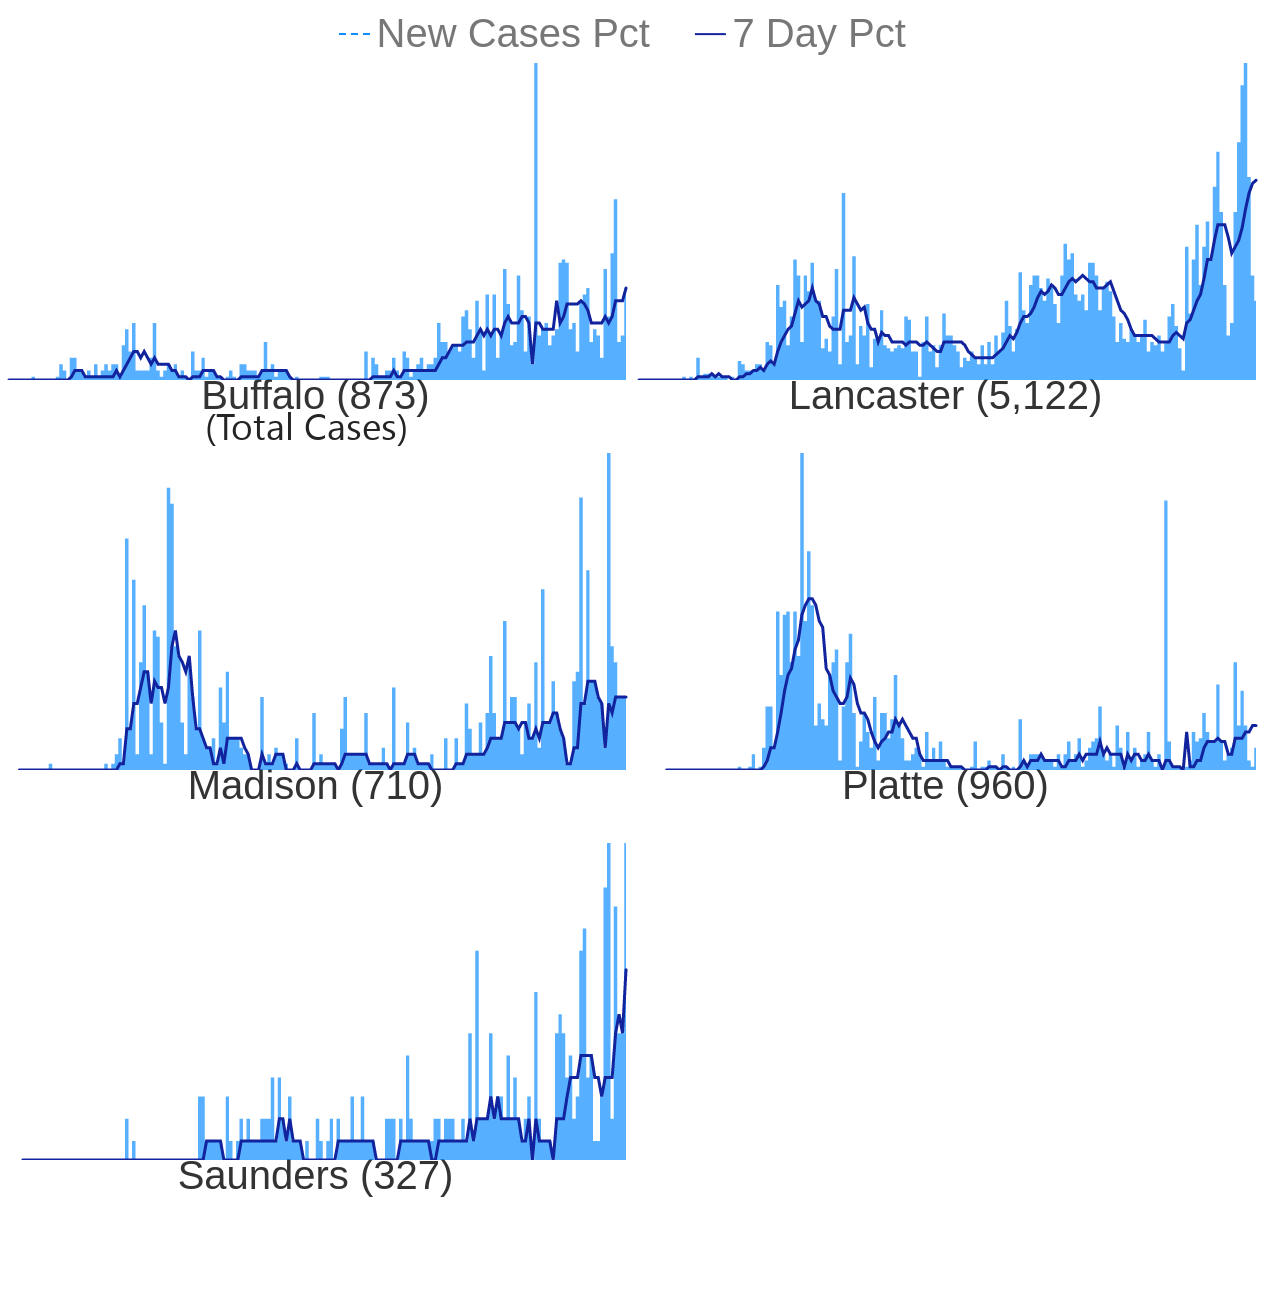 New Cases Pct 7 Day Pct
Buffalo (873) Lancaster (5,122)
(Total Cases)
Madison (710) Platte (960)
Saunders (327)